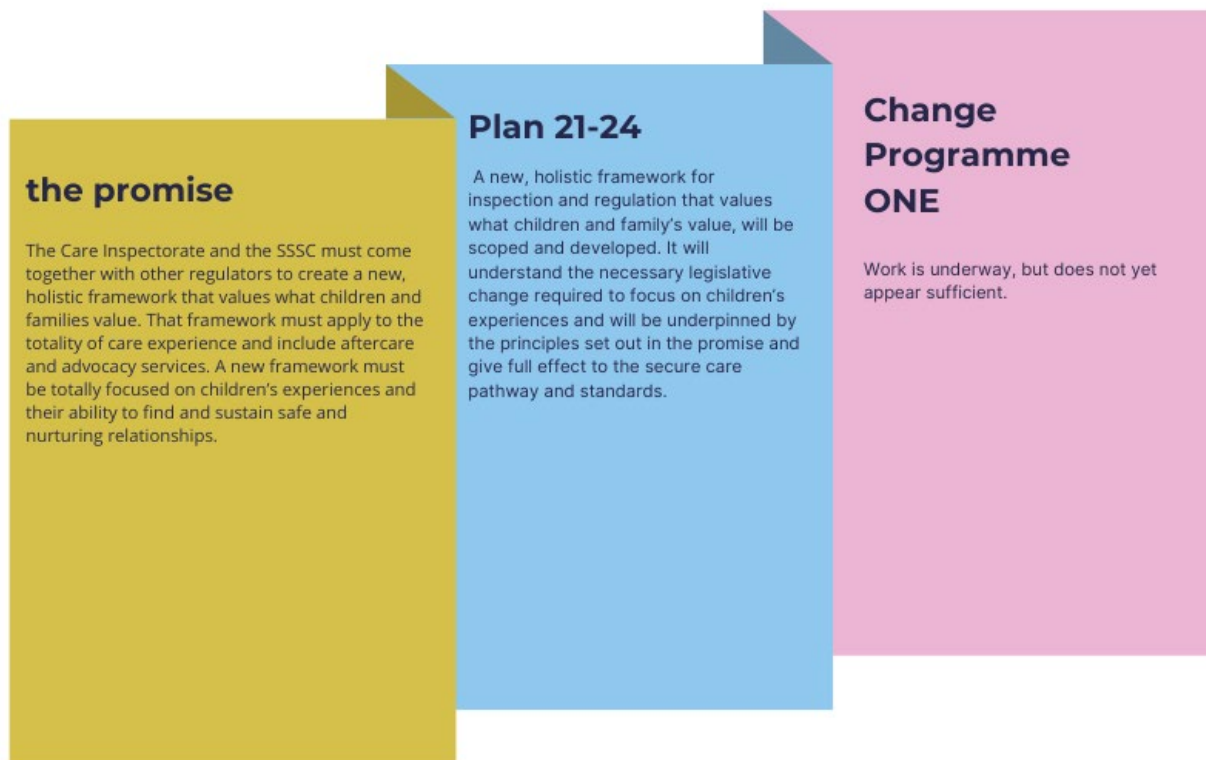 the promise
The Care Inspectorate and the SSSC must come
together with other regulators to create a new,
holistic framework that values what children and
families value. That framework must apply to the
totality of care experience and include aftercare
and advocacy services. A new framework must
be totally focused on children’s experiences and
their ability to find and sustain safe and
nurturing relationships.
Plan 21-24
A new, holistic framework for
inspection and regulation that values
what children and family’s value, will be
scoped and developed. It will
understand the necessary legislative
change required to focus on children’s
experiences and will be underpinned by
the principles set out in the promise and
give full effect to the secure care
pathway and standards.
Change
Programme
ONE
Work is underway, but does not yet
appear sufficient.